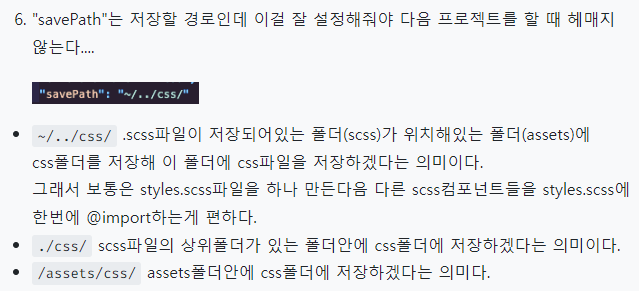 6. "savePath"는 저장할 경로인데 이걸 잘 설정해줘야 다음 프로젝트를 할 때 헤매지
않는다....
"savePath": "~/../css/"
• ~/../css/ .scss파일이 저장되어있는 폴더(scss)가 위치해있는 폴더(assets)에
css폴더를 저장해 이 폴더에 css파일을 저장하겠다는 의미이다.
그래서 보통은 styles.scss파일을 하나 만든다음 다른 scss컴포넌트들을 styles.scss에
한번에 @import하는게 편하다.
• ./css/ scss파일의 상위폴더가 있는 폴더안에 css폴더에 저장하겠다는 의미이다.
• /assets/css/ assets폴더안에 css폴더에 저장하겠다는 의미다.